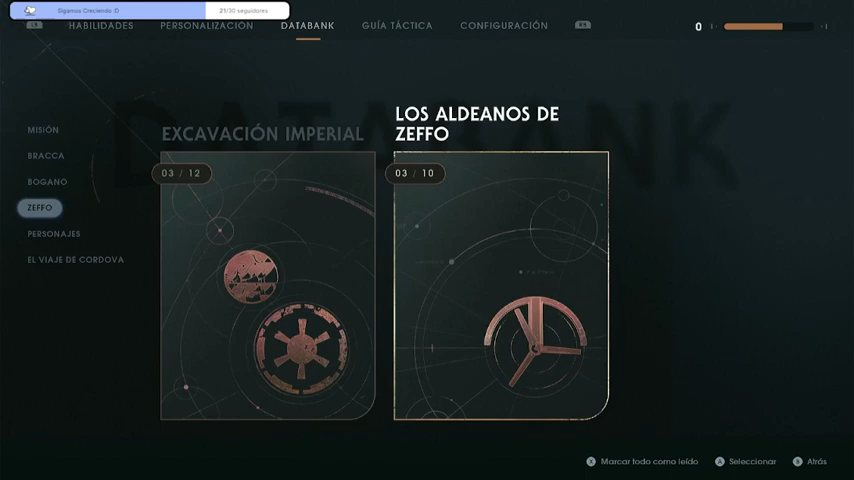 Sigamos Creciendo :D
21/30 seguidores
HABILIDADES
PERSONALIZACIÓN
DATABANK
GUÍA TÁCTICA
CONFIGURACIÓN
0
DATABANK
MISIÓN
BRACCA
BOGANO
ZEFFO
PERSONAJES
EL VIAJE DE CORDOVA
EXCAVACIÓN IMPERIAL
03 / 12
LOS ALDEANOS DE
ZEFFO
03 / 10
X Marcar todo como leído
A Seleccionar
B Atrás